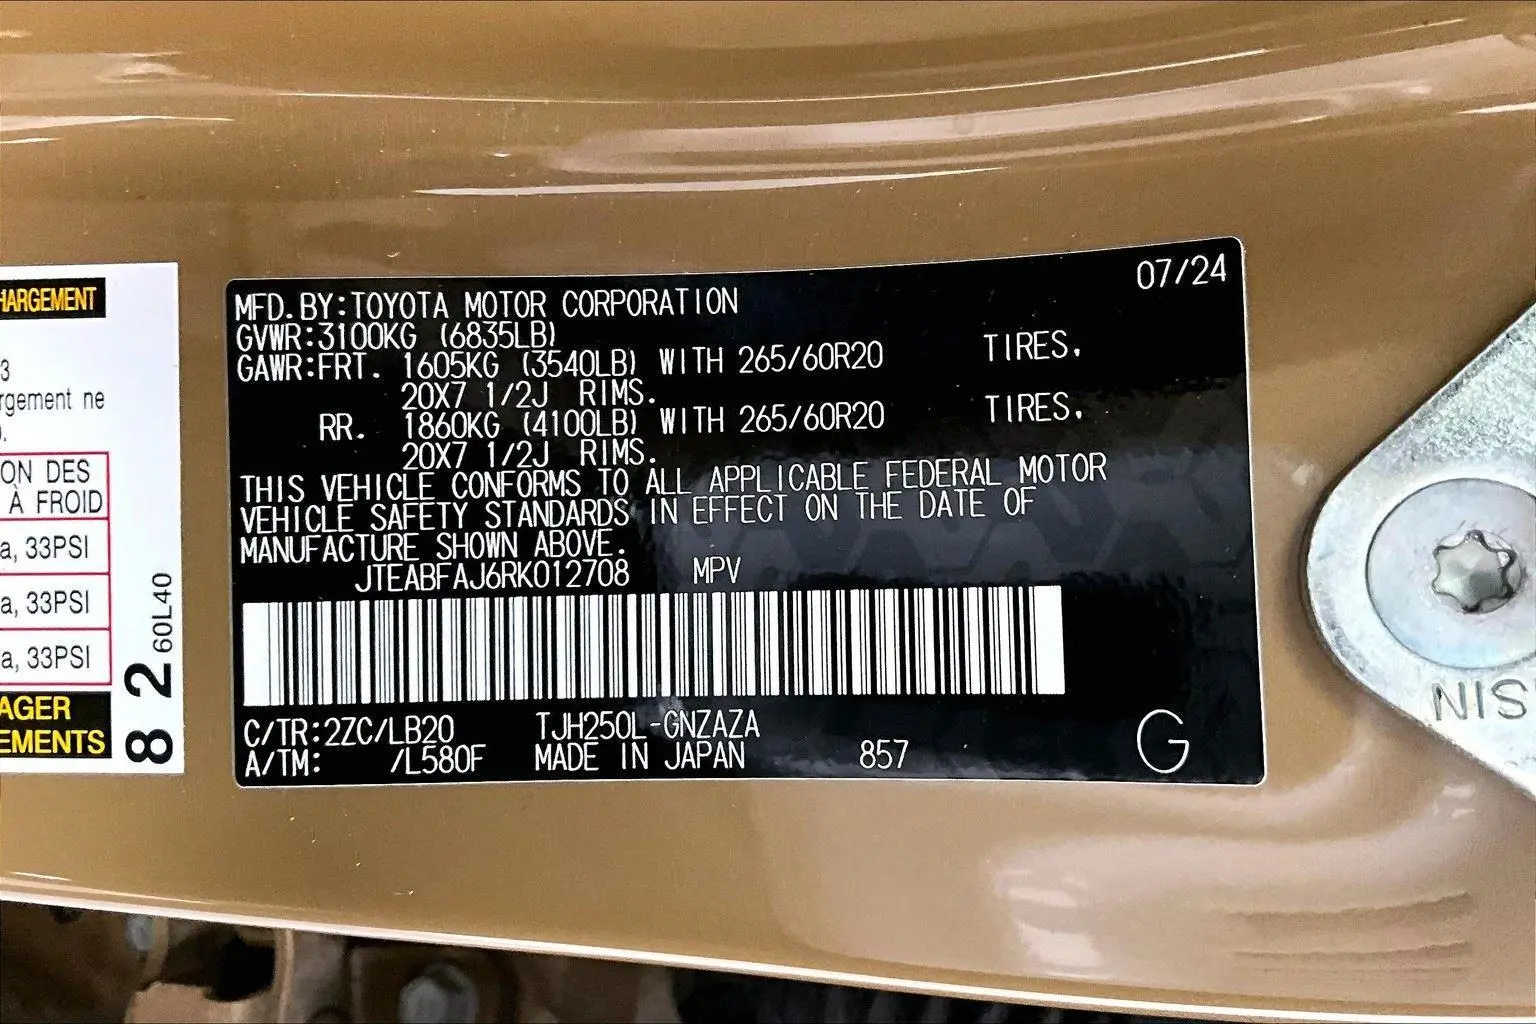 HARGEMENT
3
rgement ne
ON DES
À FROID
a, 33PSI
a, 33PSI
a, 33PSI
AGER
EMENTS
8 2 60L40
07/24
MFD.BY:TOYOTA MOTOR CORPORATION
GVWR:3100KG (6835LB)
GAWR:FRT. 1605KG (3540LB) WITH 265/60R20 TIRES.
20X7 1/2J RIMS.
RR. 1860KG (4100LB) WITH 265/60R20 TIRES.
20X7 1/2J RIMS.
THIS VEHICLE CONFORMS TO ALL APPLICABLE FEDERAL MOTOR
VEHICLE SAFETY STANDARDS IN EFFECT ON THE DATE OF
MANUFACTURE SHOWN ABOVE.
JTEABFAJ6RK012708 MPV
C/TR:2ZC/LB20 TJH250L-GNZAZA
A/TM: /L580F MADE IN JAPAN 857 G
NIS